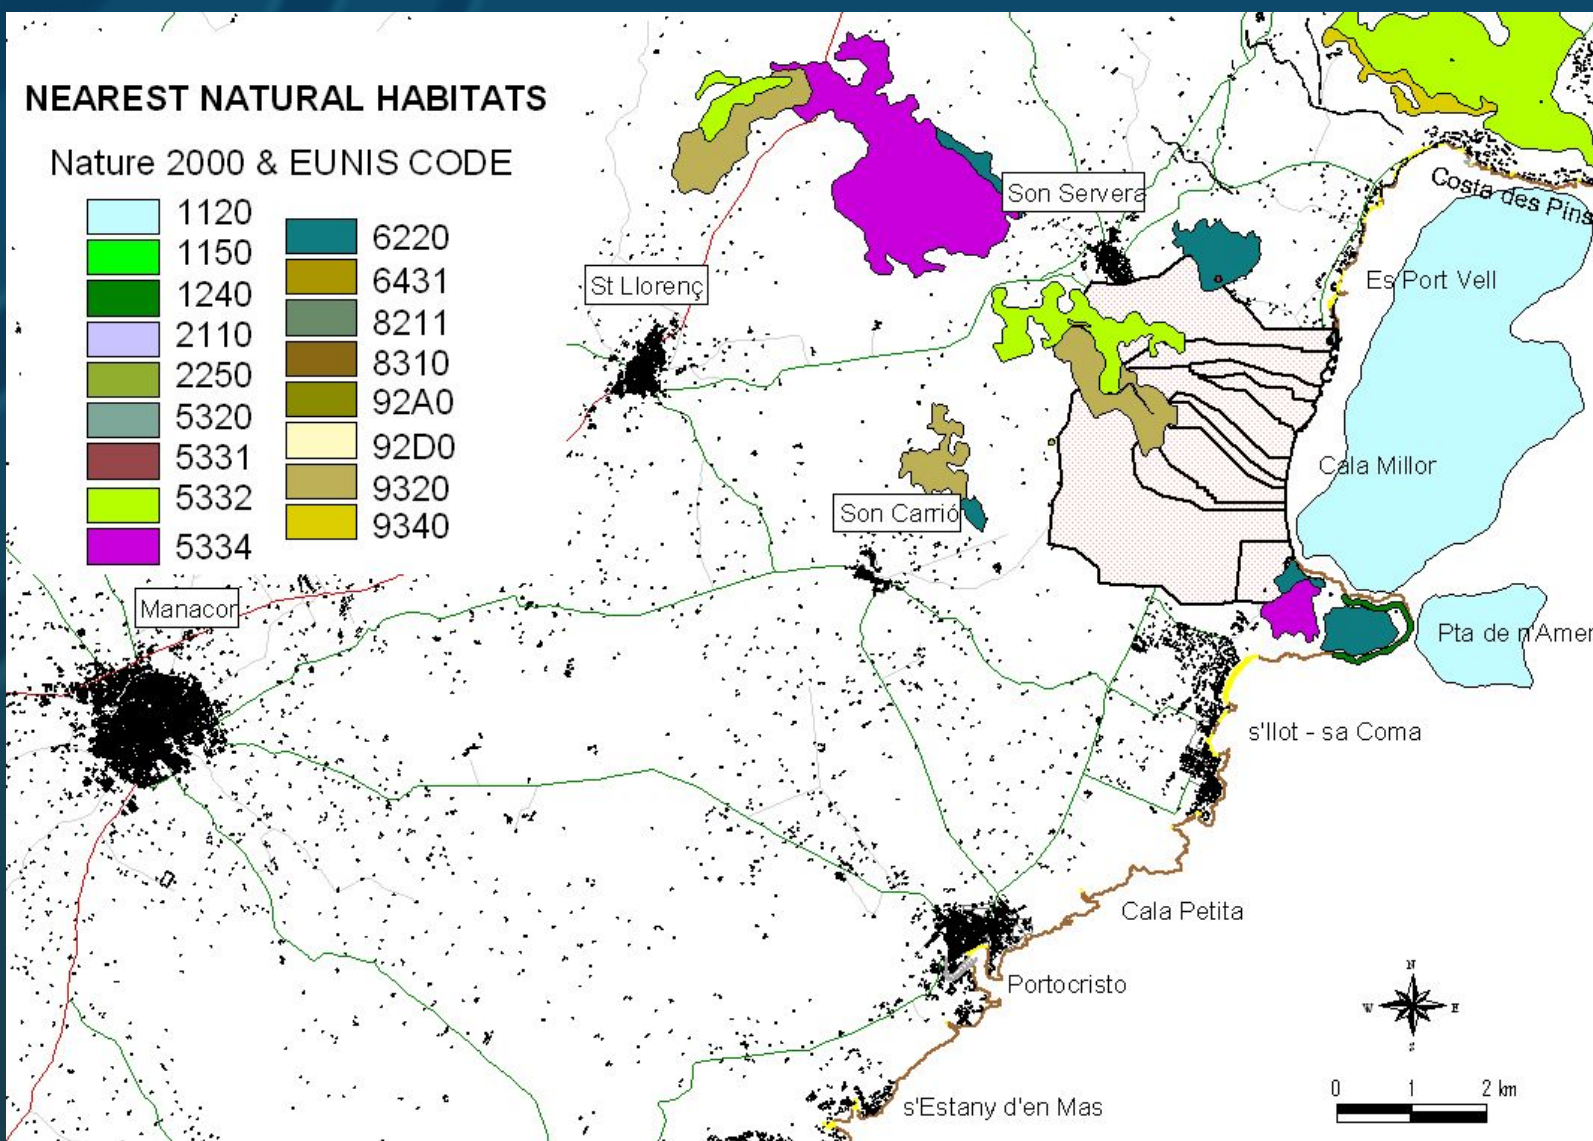 NEAREST NATURAL HABITATS
Nature 2000 & EUNIS CODE
1120
1150
1240
2110
2250
5320
5331
5332
5334
6220
6431
8211
8310
92A0
92D0
9320
9340
Son Servera
St Llorenç
Son Carrió
Manacor
Costa des Pins
Es Port Vell
Cala Millor
Pta de n'Amer
s'Illot - sa Coma
Cala Petita
Portocristo
s'Estany d'en Mas
N
W E
S
0 1 2 km